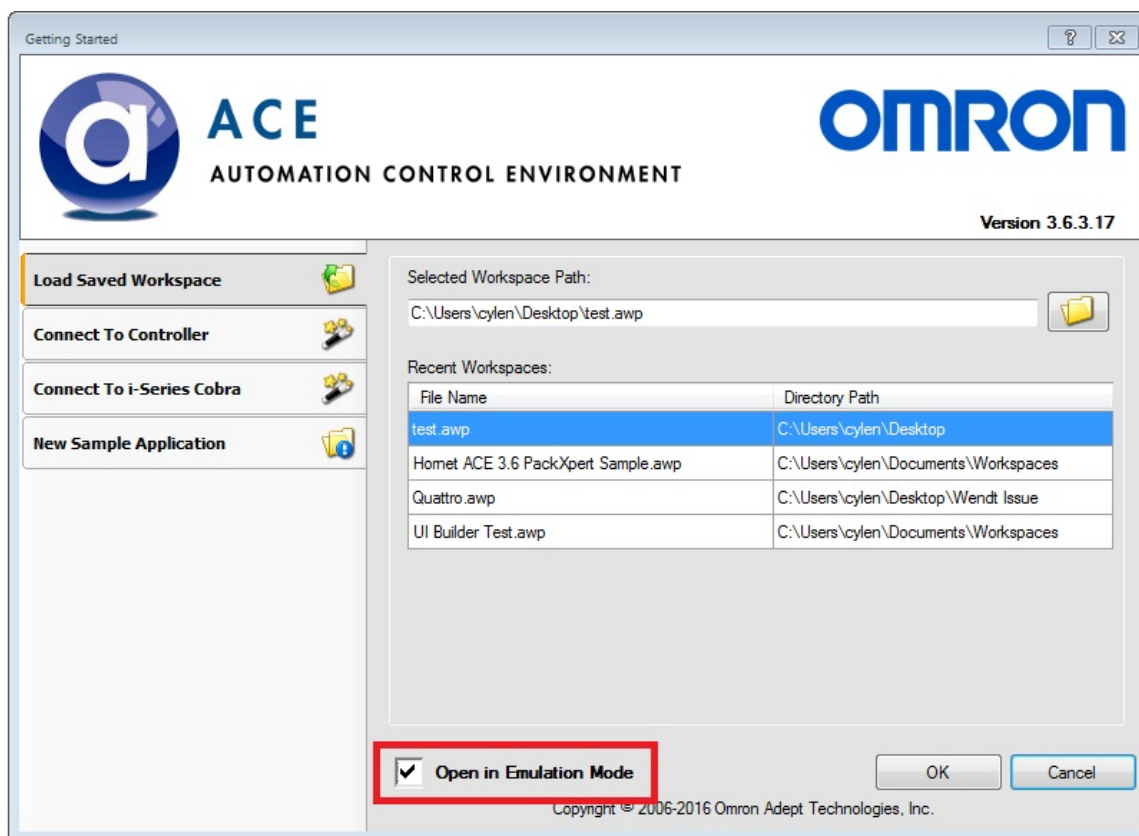 Getting Started
a
ACE
AUTOMATION CONTROL ENVIRONMENT
OMRON
Version 3.6.3.17
Load Saved Workspace
Connect To Controller
Connect To i-Series Cobra
New Sample Application
Selected Workspace Path:
C:\Users\cylen\Desktop\test.awp
Recent Workspaces:
File Name Directory Path
test.awp C:\Users\cylen\Desktop
Hornet ACE 3.6 PackXpert Sample.awp C:\Users\cylen\Documents\Workspaces
Quattro.awp C:\Users\cylen\Desktop\Wendt Issue
UI Builder Test.awp C:\Users\cylen\Documents\Workspaces
Open in Emulation Mode
OK
Cancel
Copyright © 2006-2016 Omron Adept Technologies, Inc.